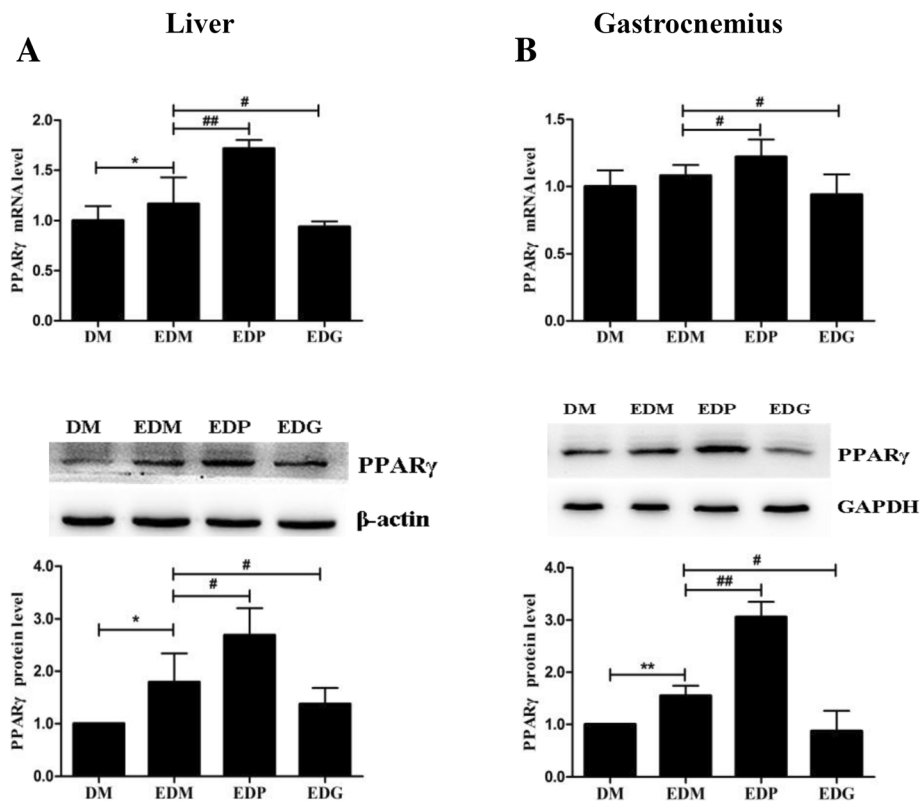 Liver
A
#
##
*
PPARγ mRNA level
2.0
1.5
1.0
0.5
0.0
DM EDM EDP EDG
DM EDM EDP EDG
PPARγ
β-actin
#
#
*
PPARγ protein level
4.0
3.0
2.0
1.0
0.0
DM EDM EDP EDG
Gastrocnemius
B
#
#
PPARγ mRNA level
1.5
1.0
0.5
0.0
DM EDM EDP EDG
DM EDM EDP EDG
PPARγ
GAPDH
#
##
**
PPARγ protein level
4.0
3.0
2.0
1.0
0.0
DM EDM EDP EDG